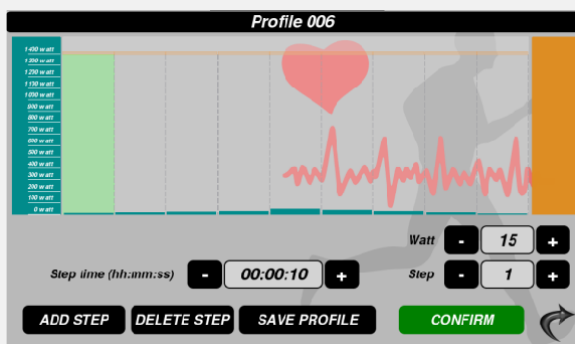 Profile 006
1400 watt
1300 watt
1200 watt
1100 watt
1000 watt
900 watt
800 watt
700 watt
600 watt
500 watt
400 watt
300 watt
200 watt
100 watt
0 watt
Watt - 15 +
Step time (hh:mm:ss) - 00:00:10 + Step - 1 +
ADD STEP DELETE STEP SAVE PROFILE CONFIRM